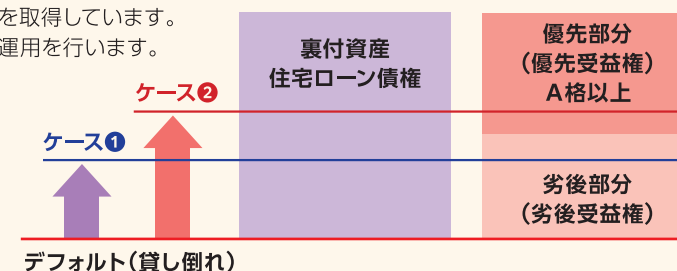 を取得しています。
運用を行います。
裏付資産
住宅ローン債権
優先部分
（優先受益権）
A格以上
ケース❷
ケース❶
劣後部分
（劣後受益権）
デフォルト（貸し倒れ）